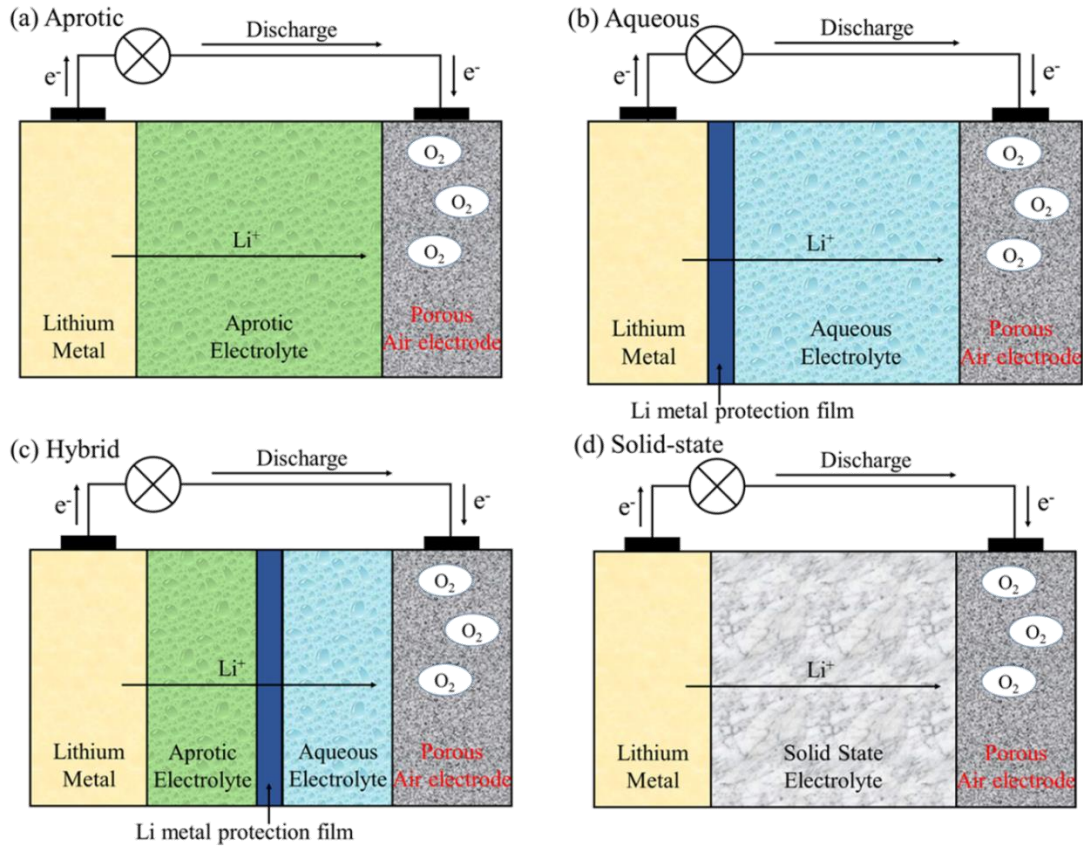 (a) Aprotic
Discharge
e⁻
e⁻
O₂
O₂
O₂
Li⁺
Lithium
Metal
Aprotic
Electrolyte
Porous
Air electrode
(b) Aqueous
Discharge
e⁻
e⁻
O₂
O₂
O₂
Li⁺
Lithium
Metal
Aqueous
Electrolyte
Porous
Air electrode
Li metal protection film
(c) Hybrid
Discharge
e⁻
e⁻
O₂
O₂
O₂
Li⁺
Lithium
Metal
Aprotic
Electrolyte
Aqueous
Electrolyte
Porous
Air electrode
Li metal protection film
(d) Solid-state
Discharge
e⁻
e⁻
O₂
O₂
O₂
Li⁺
Lithium
Metal
Solid State
Electrolyte
Porous
Air electrode